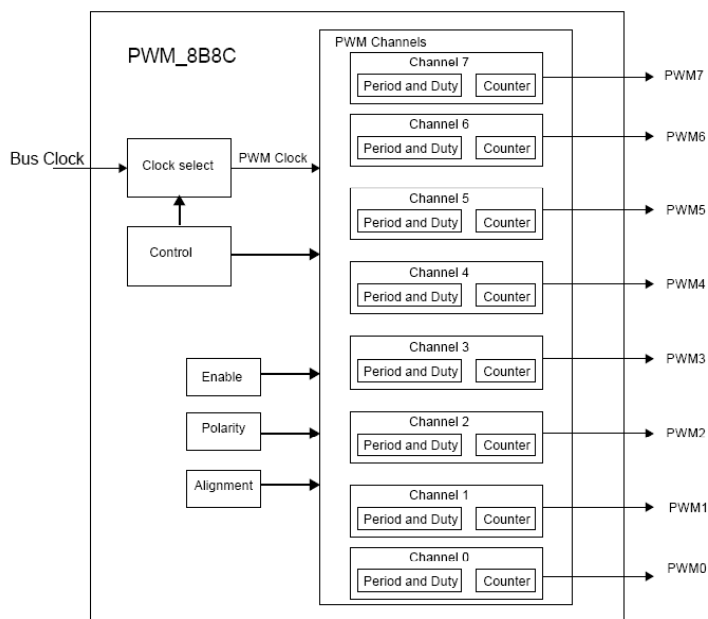 PWM_8B8C
PWM Channels
Channel 7
Period and Duty Counter
PWM7
Channel 6
Period and Duty Counter
PWM6
Bus Clock
Clock select
PWM Clock
Control
Channel 5
Period and Duty Counter
PWM5
Channel 4
Period and Duty Counter
PWM4
Channel 3
Period and Duty Counter
PWM3
Enable
Polarity
Alignment
Channel 2
Period and Duty Counter
PWM2
Channel 1
Period and Duty Counter
PWM1
Channel 0
Period and Duty Counter
PWM0